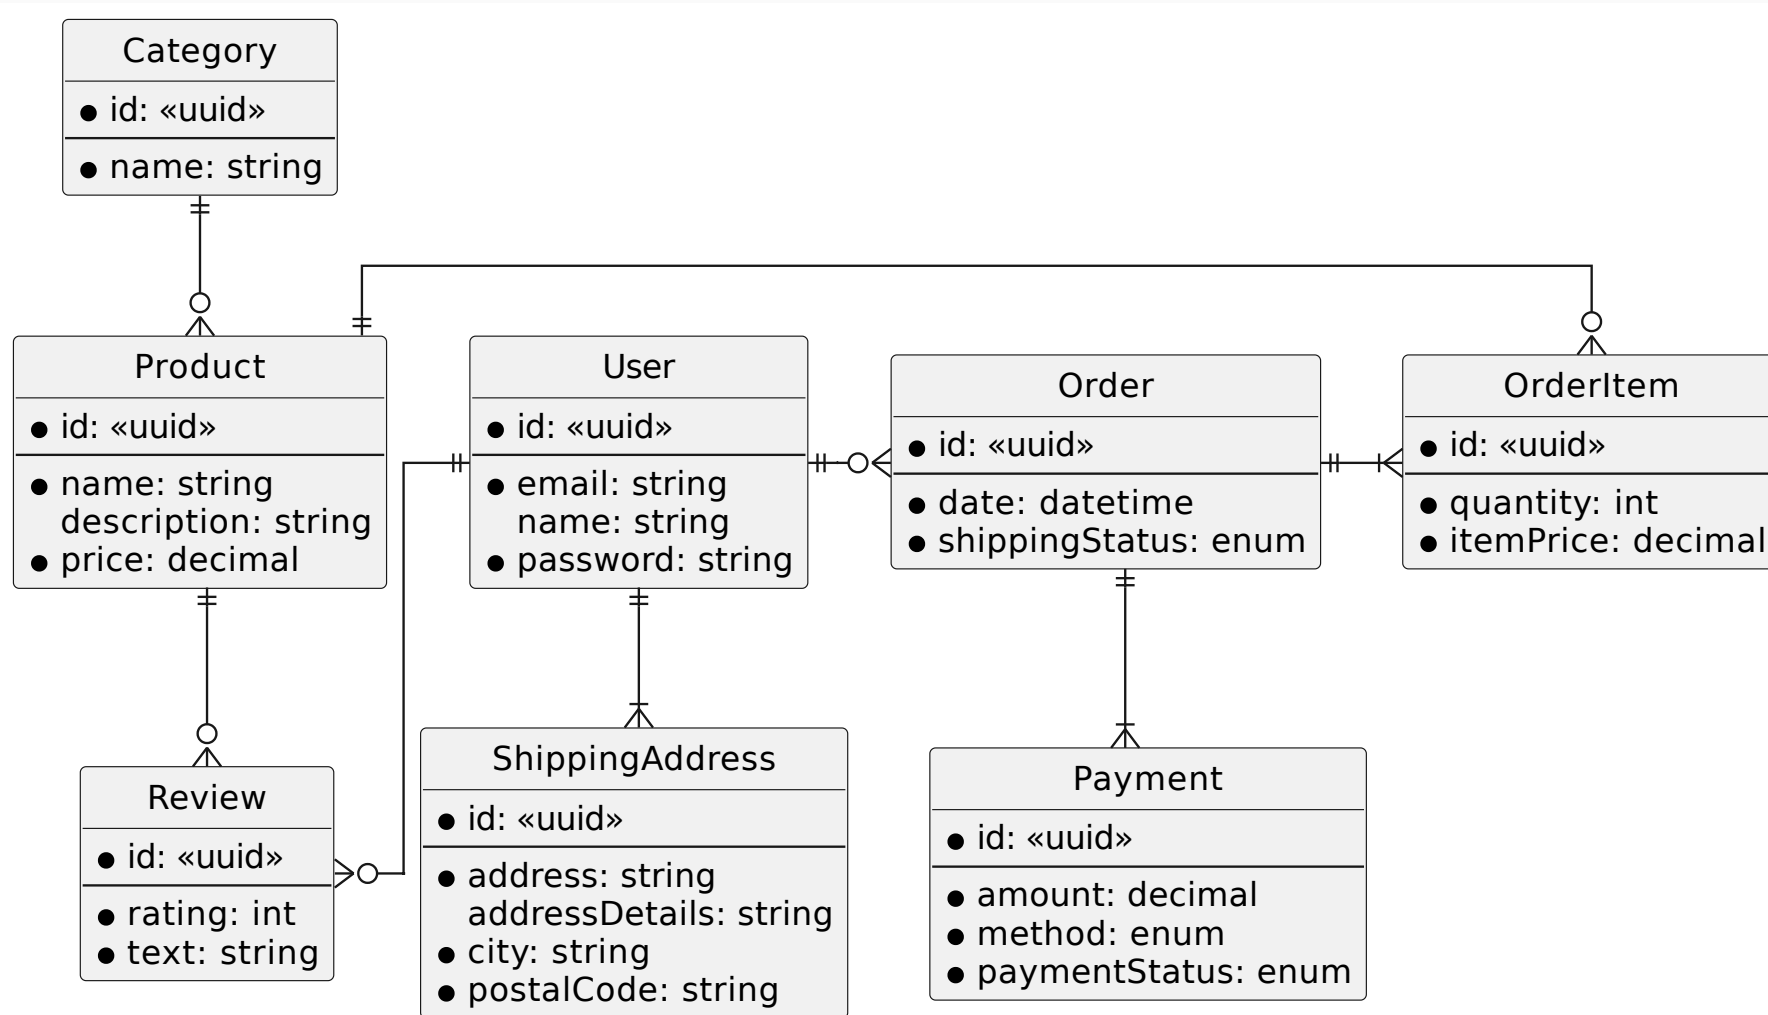 Category
id: «uuid»
name: string
Product
id: «uuid»
name: string
description: string
price: decimal
User
id: «uuid»
email: string
name: string
password: string
Order
id: «uuid»
date: datetime
shippingStatus: enum
OrderItem
id: «uuid»
quantity: int
itemPrice: decimal
Review
id: «uuid»
rating: int
text: string
ShippingAddress
id: «uuid»
address: string
addressDetails: string
city: string
postalCode: string
Payment
id: «uuid»
amount: decimal
method: enum
paymentStatus: enum